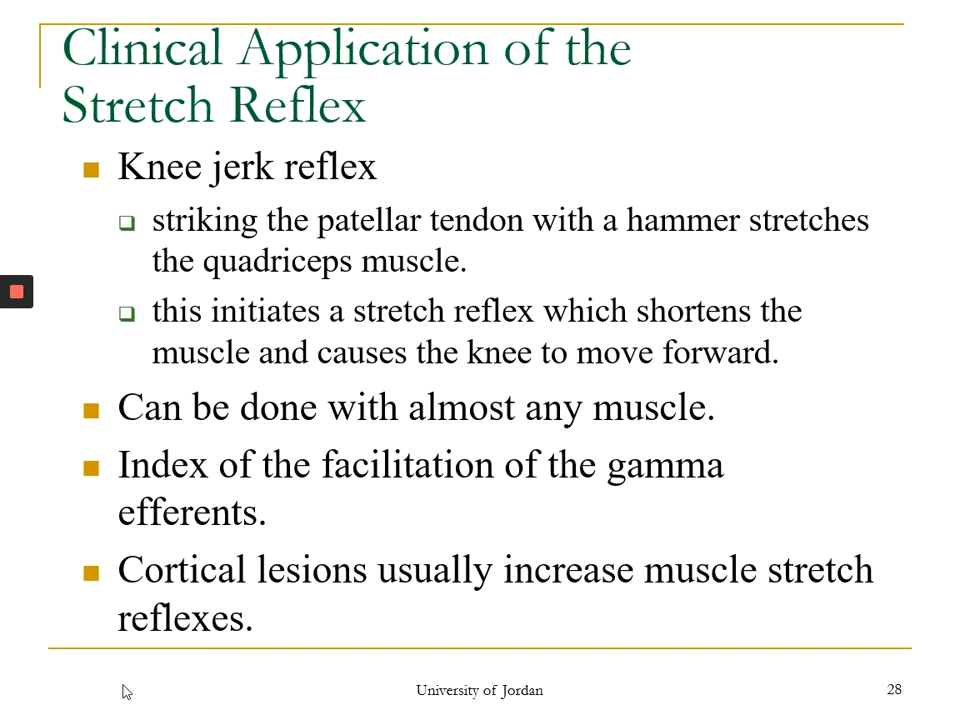 Clinical Application of the
Stretch Reflex
Knee jerk reflex
striking the patellar tendon with a hammer stretches
the quadriceps muscle.
this initiates a stretch reflex which shortens the
muscle and causes the knee to move forward.
Can be done with almost any muscle.
Index of the facilitation of the gamma
efferents.
Cortical lesions usually increase muscle stretch
reflexes.
University of Jordan
28